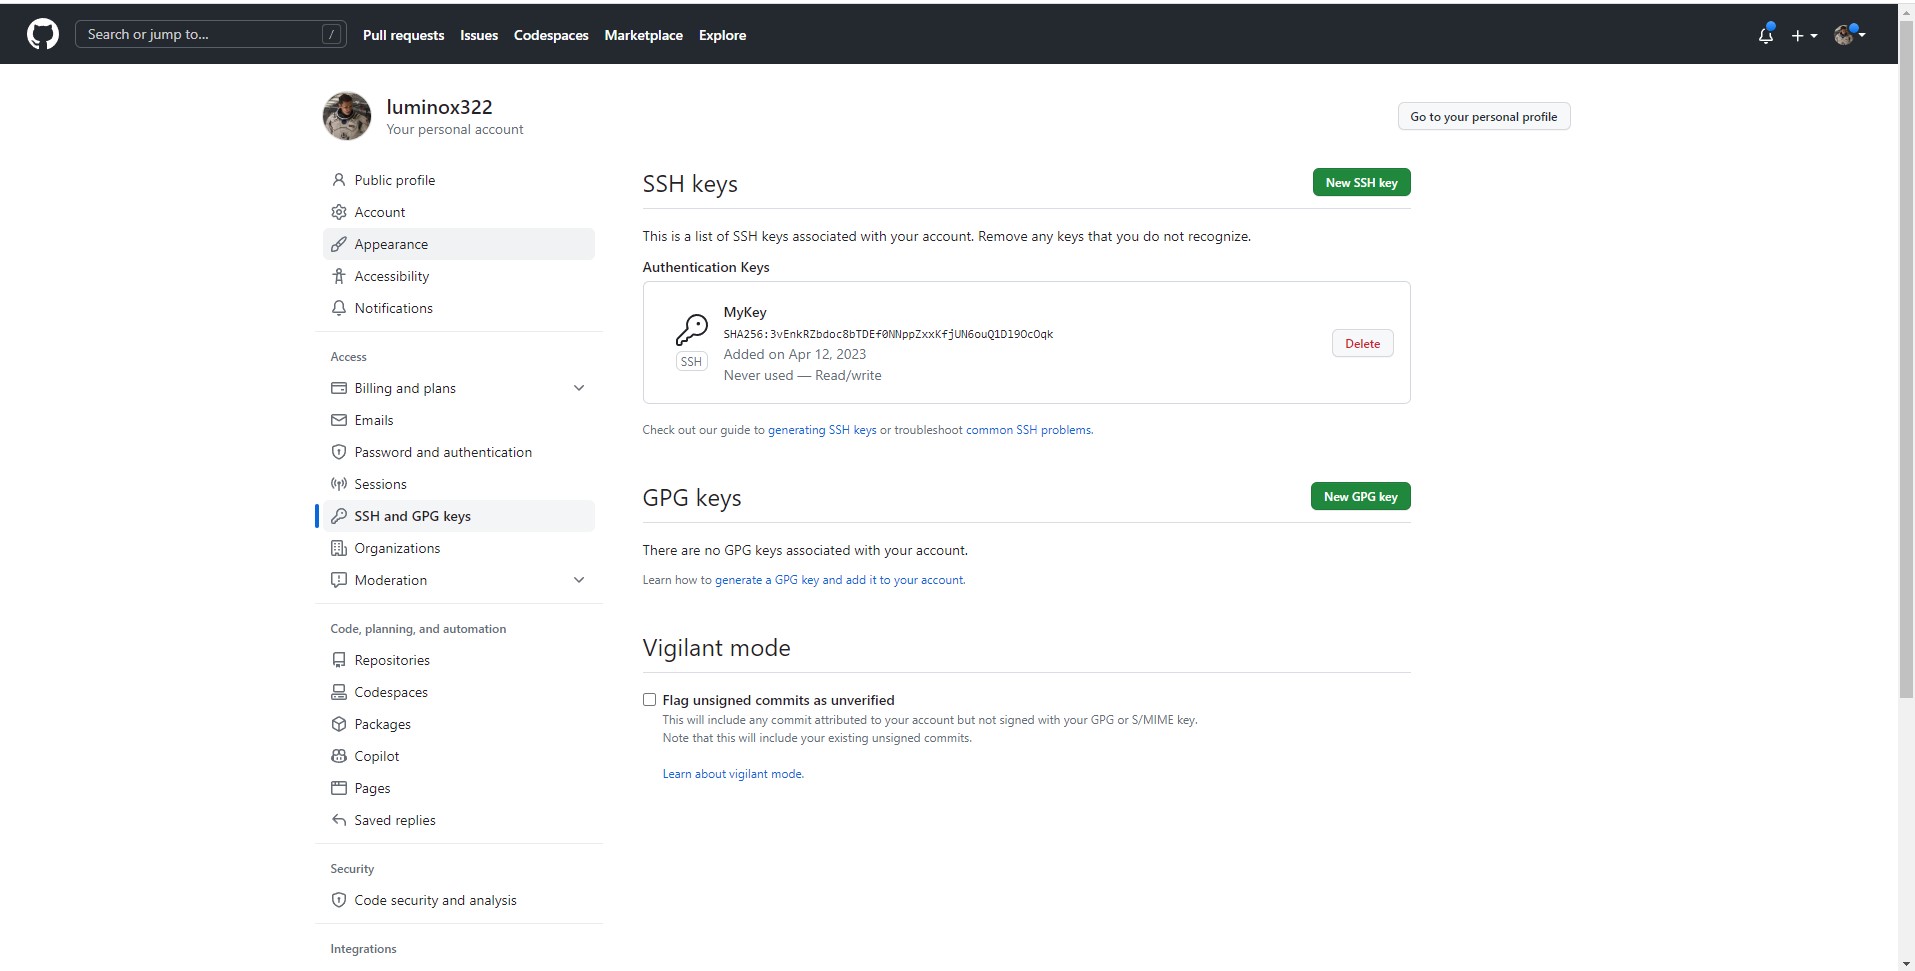 Search or jump to...
/
Pull requests
Issues
Codespaces
Marketplace
Explore
luminox322
Your personal account
Go to your personal profile
Public profile
Account
Appearance
Accessibility
Notifications
Access
Billing and plans
Emails
Password and authentication
Sessions
SSH and GPG keys
Organizations
Moderation
Code, planning, and automation
Repositories
Codespaces
Packages
Copilot
Pages
Saved replies
Security
Code security and analysis
Integrations
SSH keys
New SSH key
This is a list of SSH keys associated with your account. Remove any keys that you do not recognize.
Authentication Keys
MyKey
SHA256:3vEnkRZbdoc8bTDEf0NNppZxxKfjUN6ouQ1Dl9OcOqk
SSH
Added on Apr 12, 2023
Never used — Read/write
Delete
Check out our guide to generating SSH keys or troubleshoot common SSH problems.
GPG keys
New GPG key
There are no GPG keys associated with your account.
Learn how to generate a GPG key and add it to your account.
Vigilant mode
Flag unsigned commits as unverified
This will include any commit attributed to your account but not signed with your GPG or S/MIME key.
Note that this will include your existing unsigned commits.
Learn about vigilant mode.